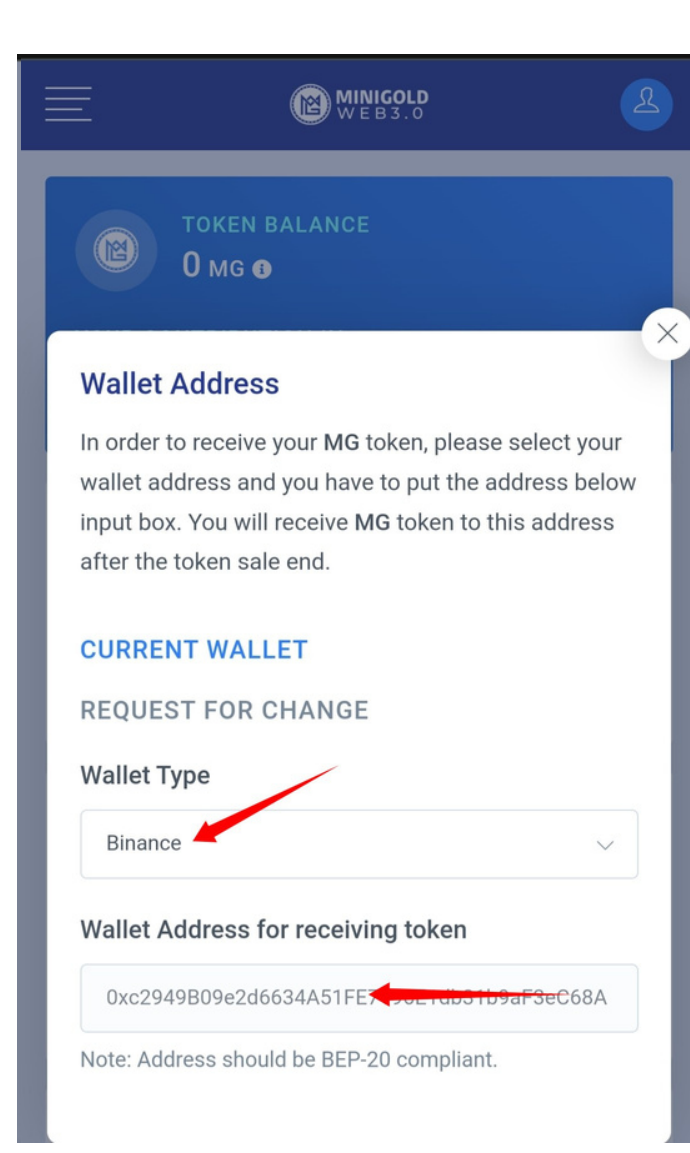 MINIGOLD
WEB3.0
TOKEN BALANCE
0 MG
Wallet Address
In order to receive your MG token, please select your
wallet address and you have to put the address below
input box. You will receive MG token to this address
after the token sale end.
CURRENT WALLET
REQUEST FOR CHANGE
Wallet Type
Binance
Wallet Address for receiving token
Note: Address should be BEP-20 compliant.